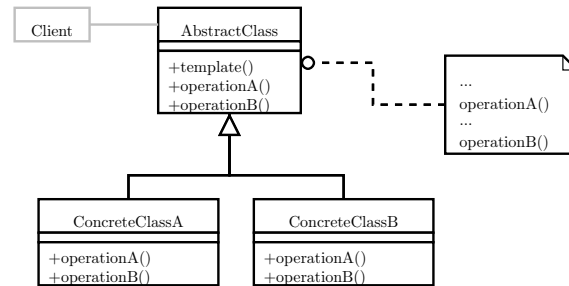 Client
AbstractClass
+template()
+operationA()
+operationB()
...
operationA()
...
operationB()
ConcreteClassA
+operationA()
+operationB()
ConcreteClassB
+operationA()
+operationB()